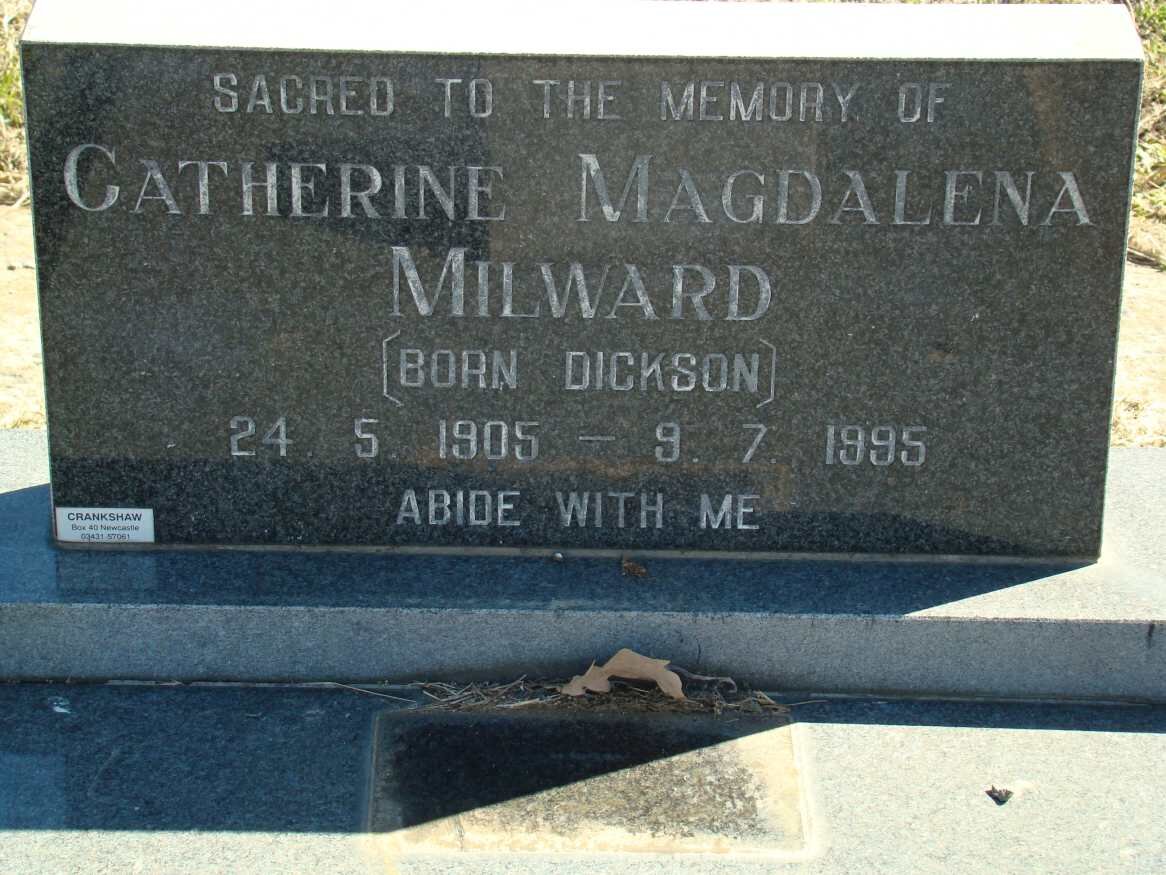 SACRED TO THE MEMORY OF
CATHERINE MAGDALENA
MILWARD
[BORN DICKSON]
24. 5. 1905 — 9. 7. 1995
ABIDE WITH ME
CRANKSHAW
Box 40 Newcastle
03431-57061